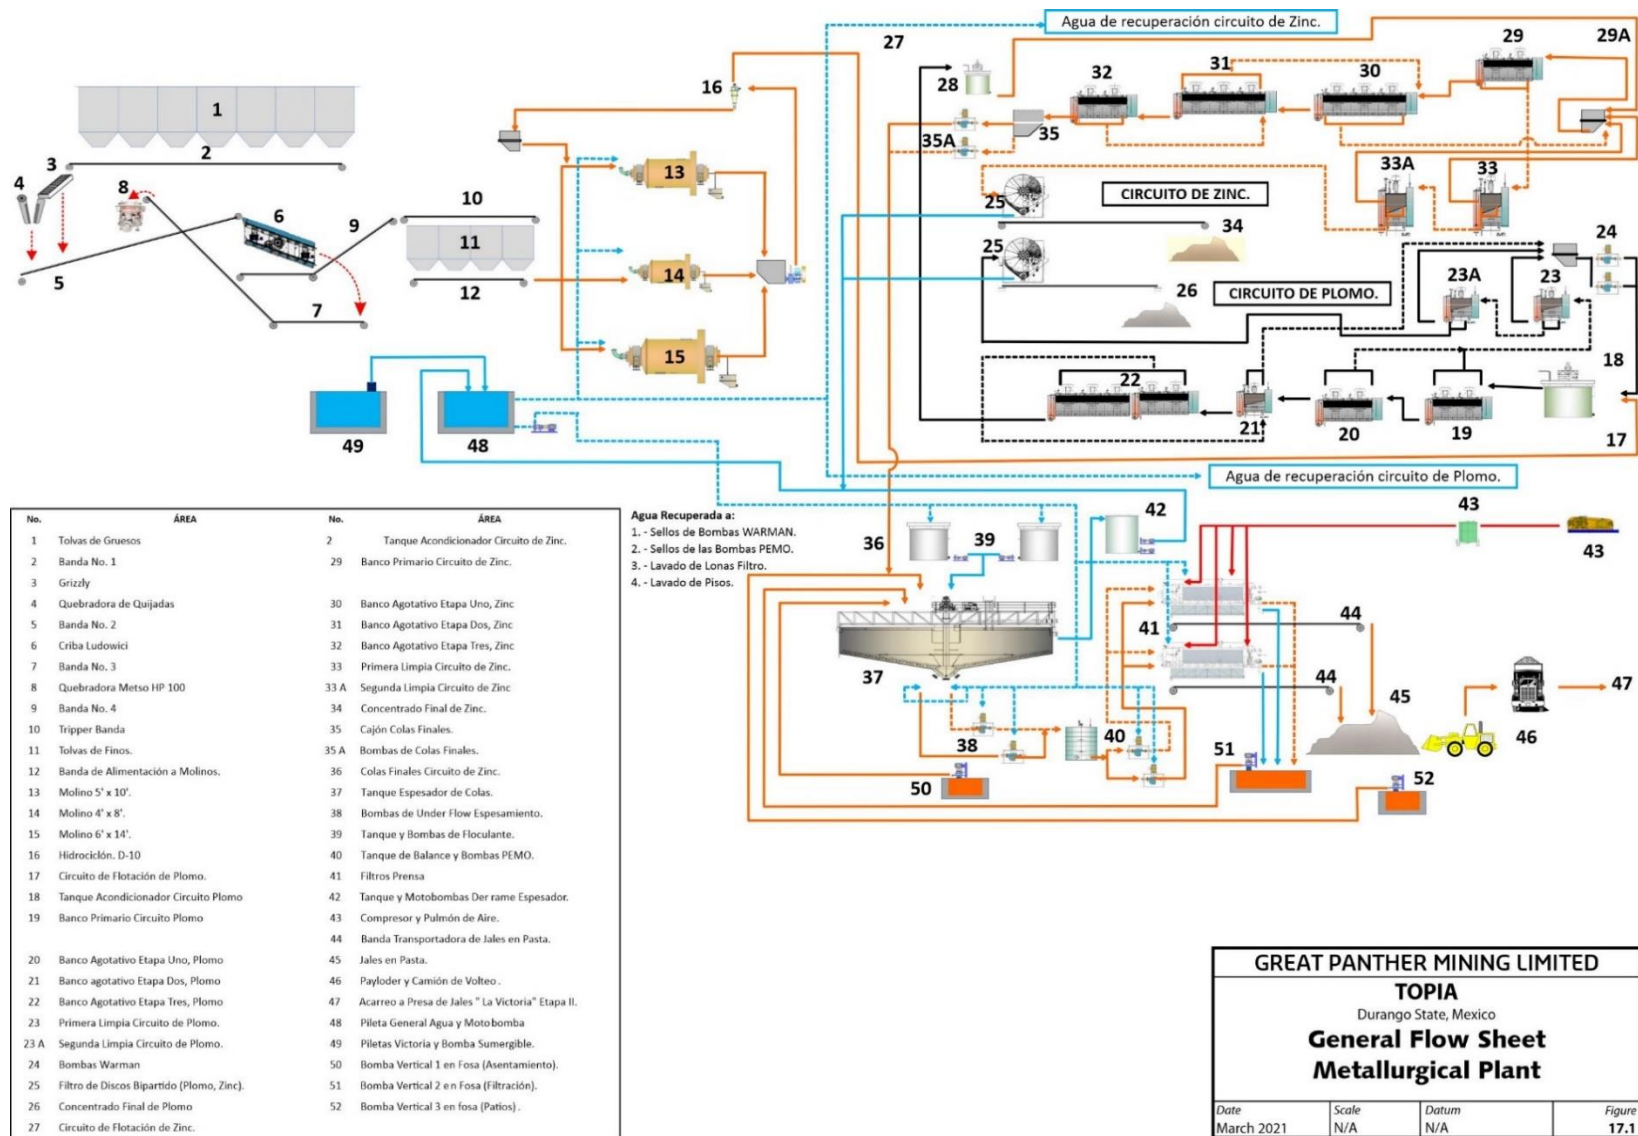 Agua de recuperación circuito de Zinc.
27
29
29A
1
28
32
31
30
16
2
3
35A
35
4
8
13
33A
33
CIRCUITO DE ZINC.
10
25
6
9
34
24
11
14
25
5
23A
23
12
26
CIRCUITO DE PLOMO.
7
15
18
22
49
48
21
20
19
17
Agua de recuperación circuito de Plomo.
Agua Recuperada a:
1. - Sellos de Bombas WARMAN.
2. - Sellos de las Bombas PEMO.
3. - Lavado de Lonas Filtro.
4. - Lavado de Pisos.
36
39
42
43
43
41
44
37
44
45
47
38
40
46
51
50
52
No. ÁREA No. ÁREA
1 Tolvas de Gruesos 2 Tanque Acondicionador Circuito de Zinc.
2 Banda No. 1 29 Banco Primario Circuito de Zinc.
3 Grizzly
4 Quebradora de Quijadas 30 Banco Agotativo Etapa Uno, Zinc
5 Banda No. 2 31 Banco Agotativo Etapa Dos, Zinc
6 Criba Ludowici 32 Banco Agotativo Etapa Tres, Zinc
7 Banda No. 3 33 Primera Limpia Circuito de Zinc.
8 Quebradora Metso HP 100 33 A Segunda Limpia Circuito de Zinc
9 Banda No. 4 34 Concentrado Final de Zinc.
10 Tripper Banda 35 Cajón Colas Finales.
11 Tolvas de Finos. 35 A Bombas de Colas Finales.
12 Banda de Alimentación a Molinos. 36 Colas Finales Circuito de Zinc.
13 Molino 5' x 10'. 37 Tanque Espesador de Colas.
14 Molino 4' x 8'. 38 Bombas de Under Flow Espesamiento.
15 Molino 6' x 14'. 39 Tanque y Bombas de Floculante.
16 Hidrociclón. D-10 40 Tanque de Balance y Bombas PEMO.
17 Circuito de Flotación de Plomo. 41 Filtros Prensa
18 Tanque Acondicionador Circuito Plomo 42 Tanque y Motobombas Der rame Espesador.
19 Banco Primario Circuito Plomo 43 Compresor y Pulmón de Aire.
44 Banda Transportadora de Jales en Pasta.
20 Banco Agotativo Etapa Uno, Plomo 45 Jales en Pasta.
21 Banco agotativo Etapa Dos, Plomo 46 Payloder y Camión de Volteo .
22 Banco Agotativo Etapa Tres, Plomo 47 Acarreo a Presa de Jales " La Victoria" Etapa II.
23 Primera Limpia Circuito de Plomo. 48 Pileta General Agua y Motobomba
23 A Segunda Limpia Circuito de Plomo. 49 Piletas Victoria y Bomba Sumergible.
24 Bombas Warman 50 Bomba Vertical 1 en Fosa (Asentamiento).
25 Filtro de Discos Bipartido (Plomo, Zinc). 51 Bomba Vertical 2 en Fosa (Filtración).
26 Concentrado Final de Plomo 52 Bomba Vertical 3 en fosa (Patios) .
27 Circuito de Flotación de Zinc.
GREAT PANTHER MINING LIMITED
TOPIA
Durango State, Mexico
General Flow Sheet
Metallurgical Plant
Date Scale Datum Figure
March 2021 N/A N/A 17.1